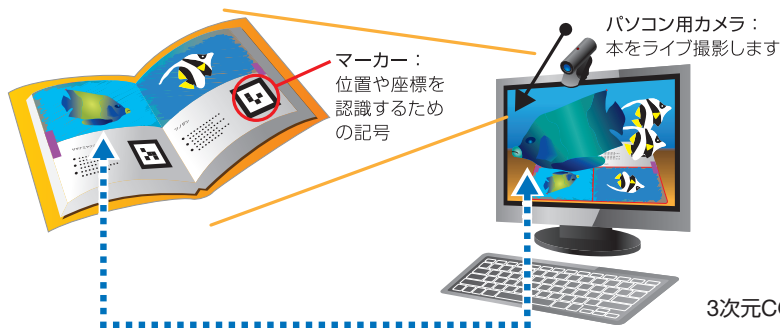 マーカー：
位置や座標を
認識するため
の記号
パソコン用カメラ：
本をライブ撮影します
3次元C